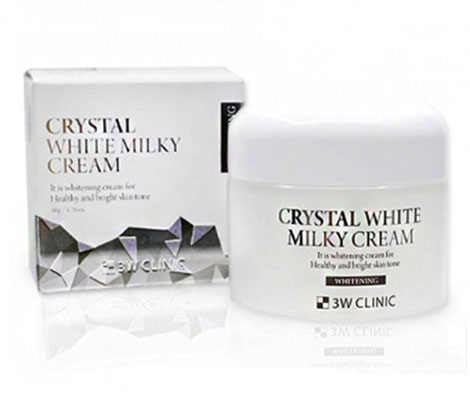 CRYSTAL
WHITE MILKY
CREAM
It is whitening cream for
Healthy and bright skin tone
3W CLINIC
CRYSTAL WHITE
MILKY CREAM
It is whitening cream for
Healthy and bright skin tone
WHITENING
3W CLINIC